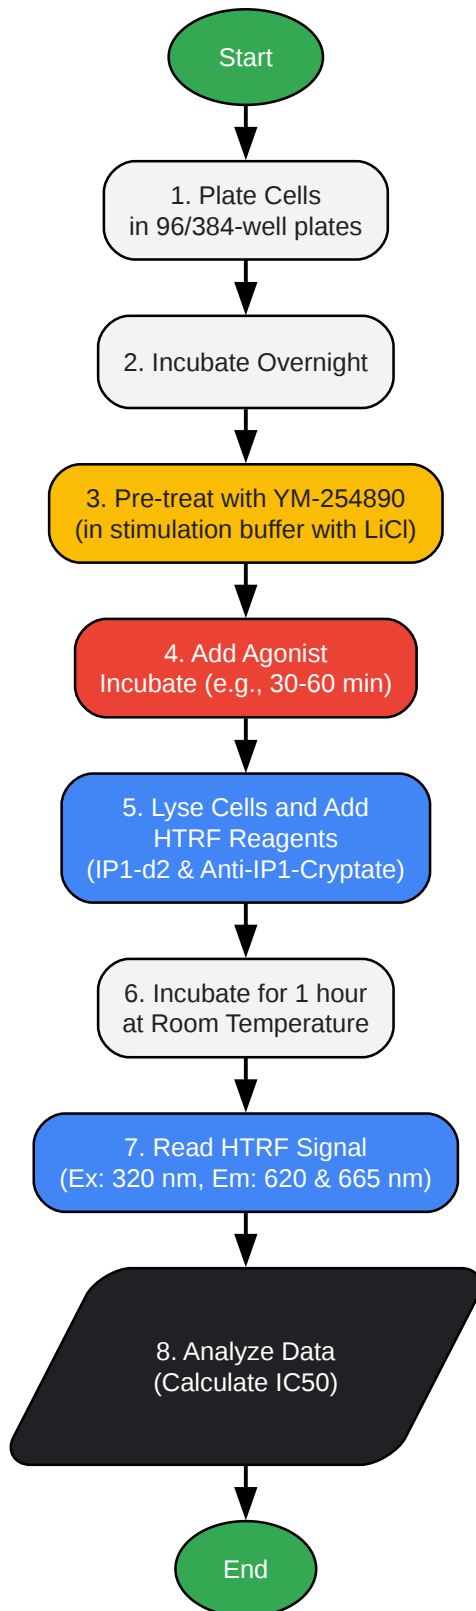 Start
1. Plate Cells
in 96/384-well plates
2. Incubate Overnight
3. Pre-treat with YM-254890
(in stimulation buffer with LiCl)
4. Add Agonist
Incubate (e.g., 30-60 min)
5. Lyse Cells and Add
HTRF Reagents
(IP1-d2 & Anti-IP1-Cryptate)
6. Incubate for 1 hour
at Room Temperature
7. Read HTRF Signal
(Ex: 320 nm, Em: 620 & 665 nm)
8. Analyze Data
(Calculate IC50)
End